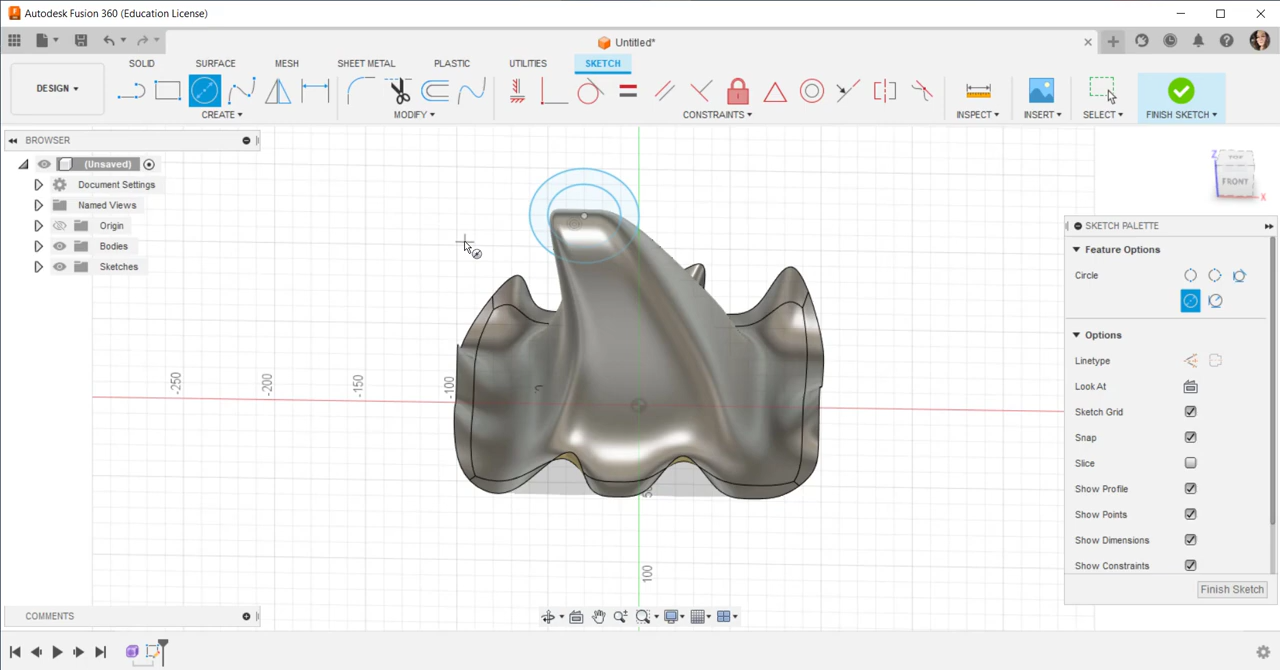 Autodesk Fusion 360 (Education License)
Untitled*
DESIGN
SOLID
SURFACE
MESH
SHEET METAL
PLASTIC
UTILITIES
SKETCH
CREATE
MODIFY
CONSTRAINTS
INSPECT
INSERT
SELECT
FINISH SKETCH
BROWSER
(Unsaved)
Document Settings
Named Views
Origin
Bodies
Sketches
-250
-200
-150
-100
50
100
Z
FRONT
X
SKETCH PALETTE
Feature Options
Circle
Options
Linetype
Look At
Sketch Grid
Snap
Slice
Show Profile
Show Points
Show Dimensions
Show Constraints
Finish Sketch
COMMENTS